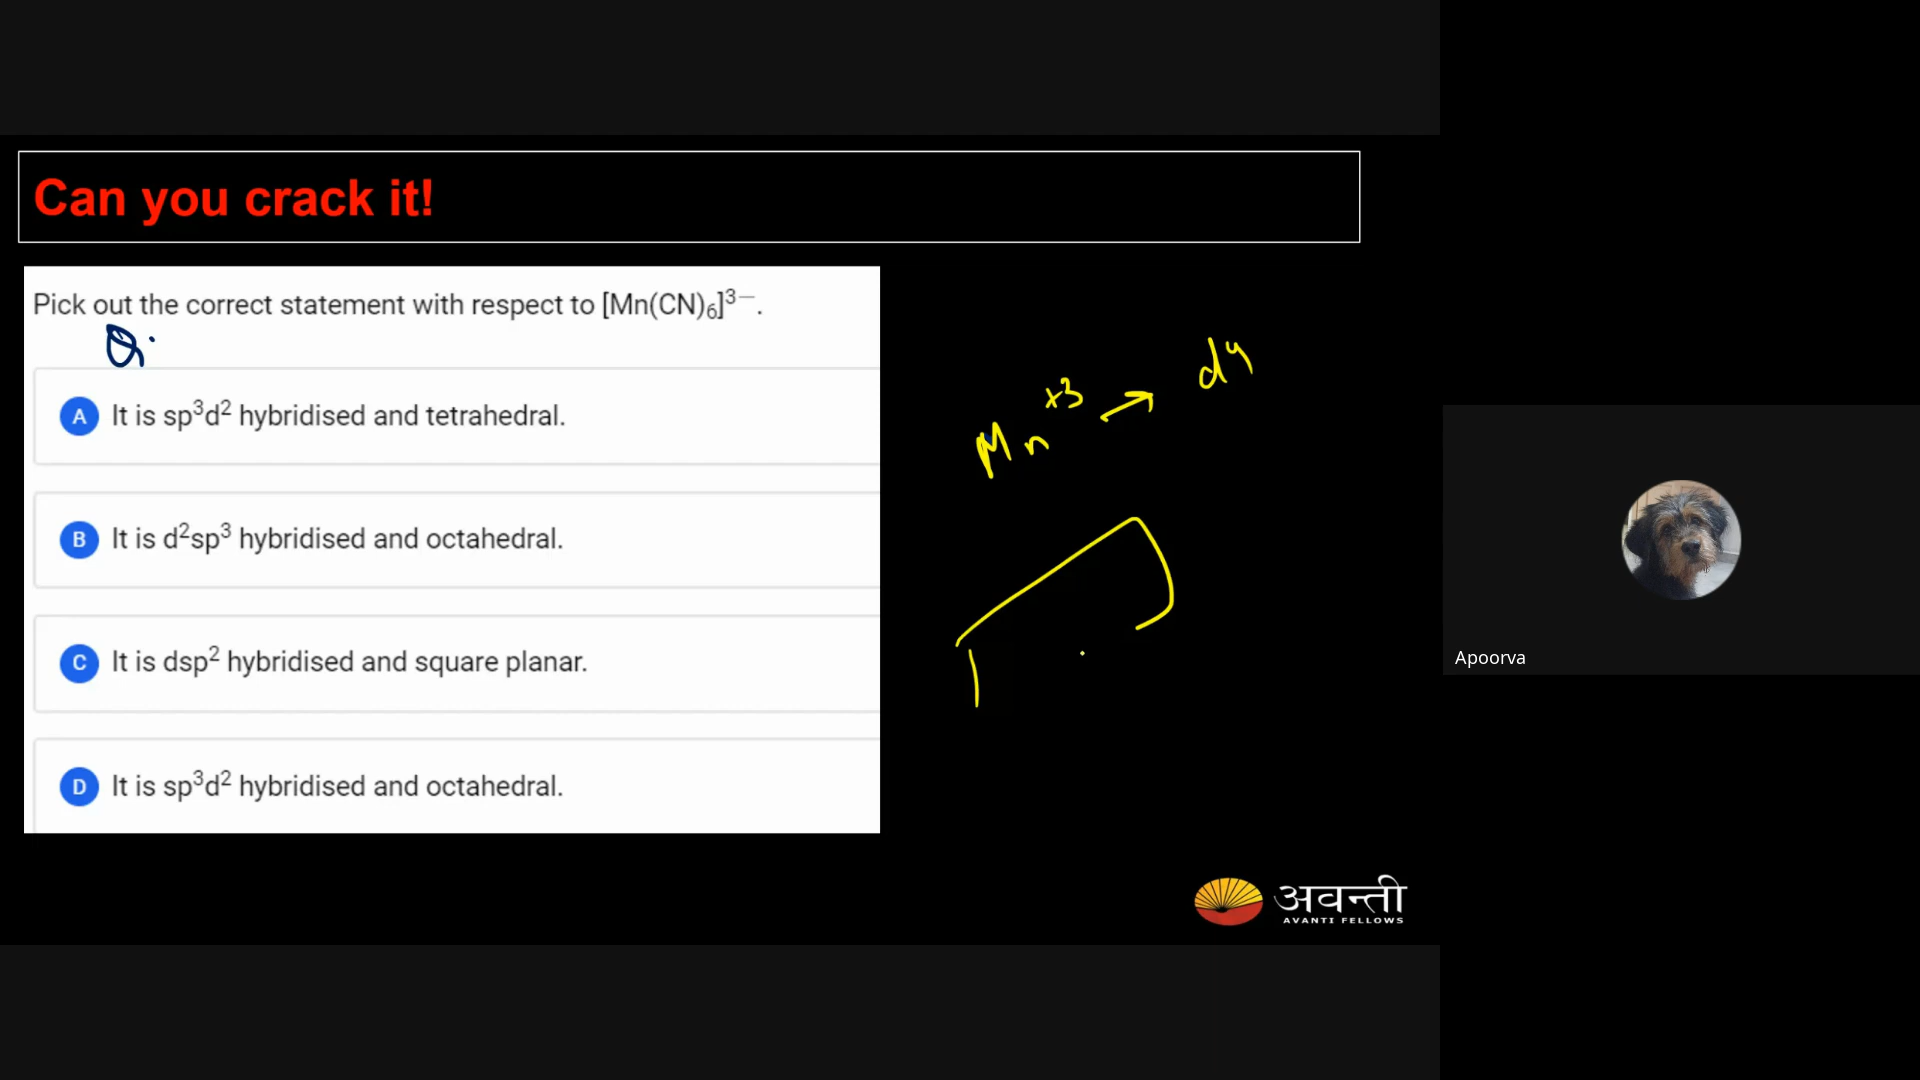 Can you crack it!
Pick out the correct statement with respect to [Mn(CN)₆]³⁻.
Q.
A It is sp³d² hybridised and tetrahedral.
B It is d²sp³ hybridised and octahedral.
C It is dsp² hybridised and square planar.
D It is sp³d² hybridised and octahedral.
Mn⁺³ → d⁴
Apoorva
अवन्ती
AVANTI FELLOWS